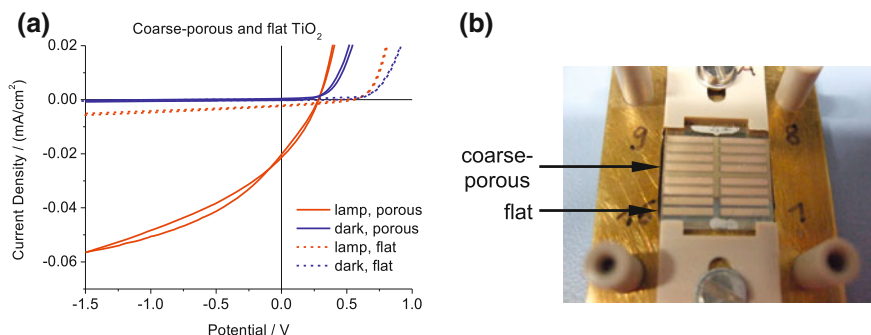 (a)
Coarse-porous and flat TiO₂
Current Density / (mA/cm²)
0.02
0.00
-0.02
-0.04
-0.06
lamp, porous
dark, porous
lamp, flat
dark, flat
-1.5 -1.0 -0.5 0.0 0.5 1.0
Potential / V
(b)
coarse-
porous
flat
9
8
7